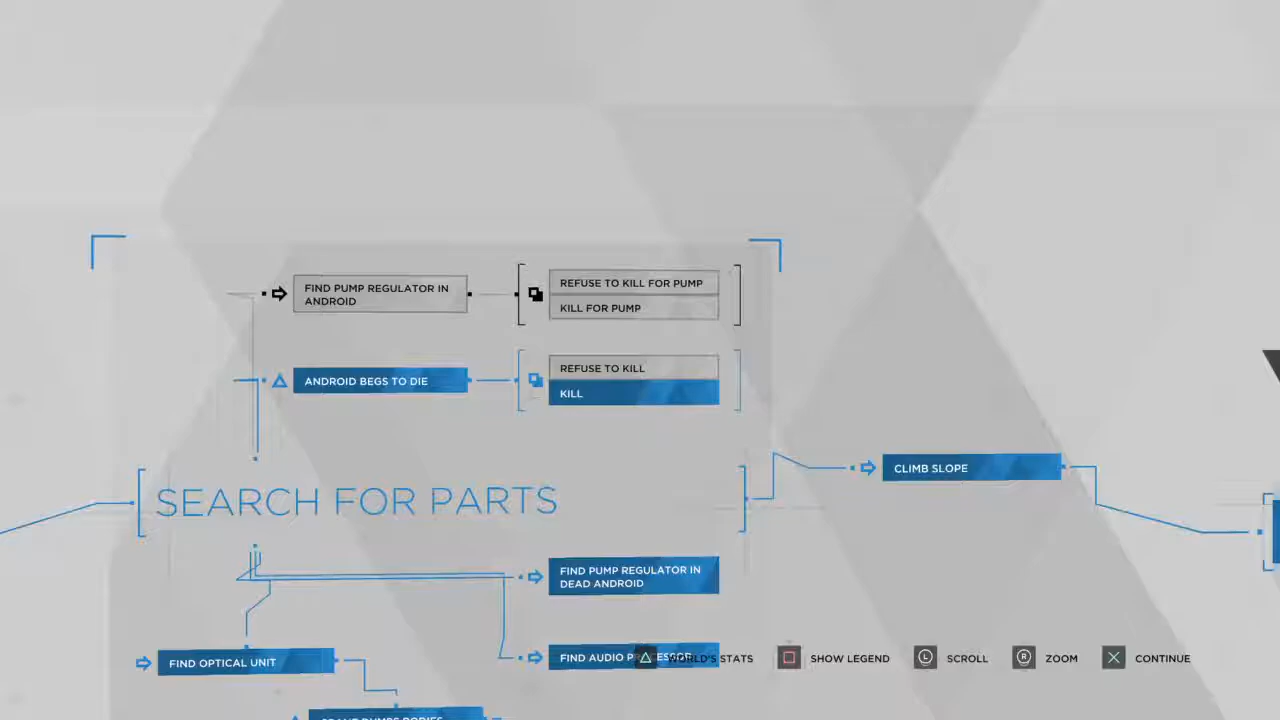 FIND PUMP REGULATOR IN
ANDROID
REFUSE TO KILL FOR PUMP
KILL FOR PUMP
ANDROID BEGS TO DIE
REFUSE TO KILL
KILL
SEARCH FOR PARTS
CLIMB SLOPE
FIND PUMP REGULATOR IN
DEAD ANDROID
FIND OPTICAL UNIT
FIND AUDIO
WORLD'S STATS
SHOW LEGEND
L
SCROLL
R
ZOOM
CONTINUE